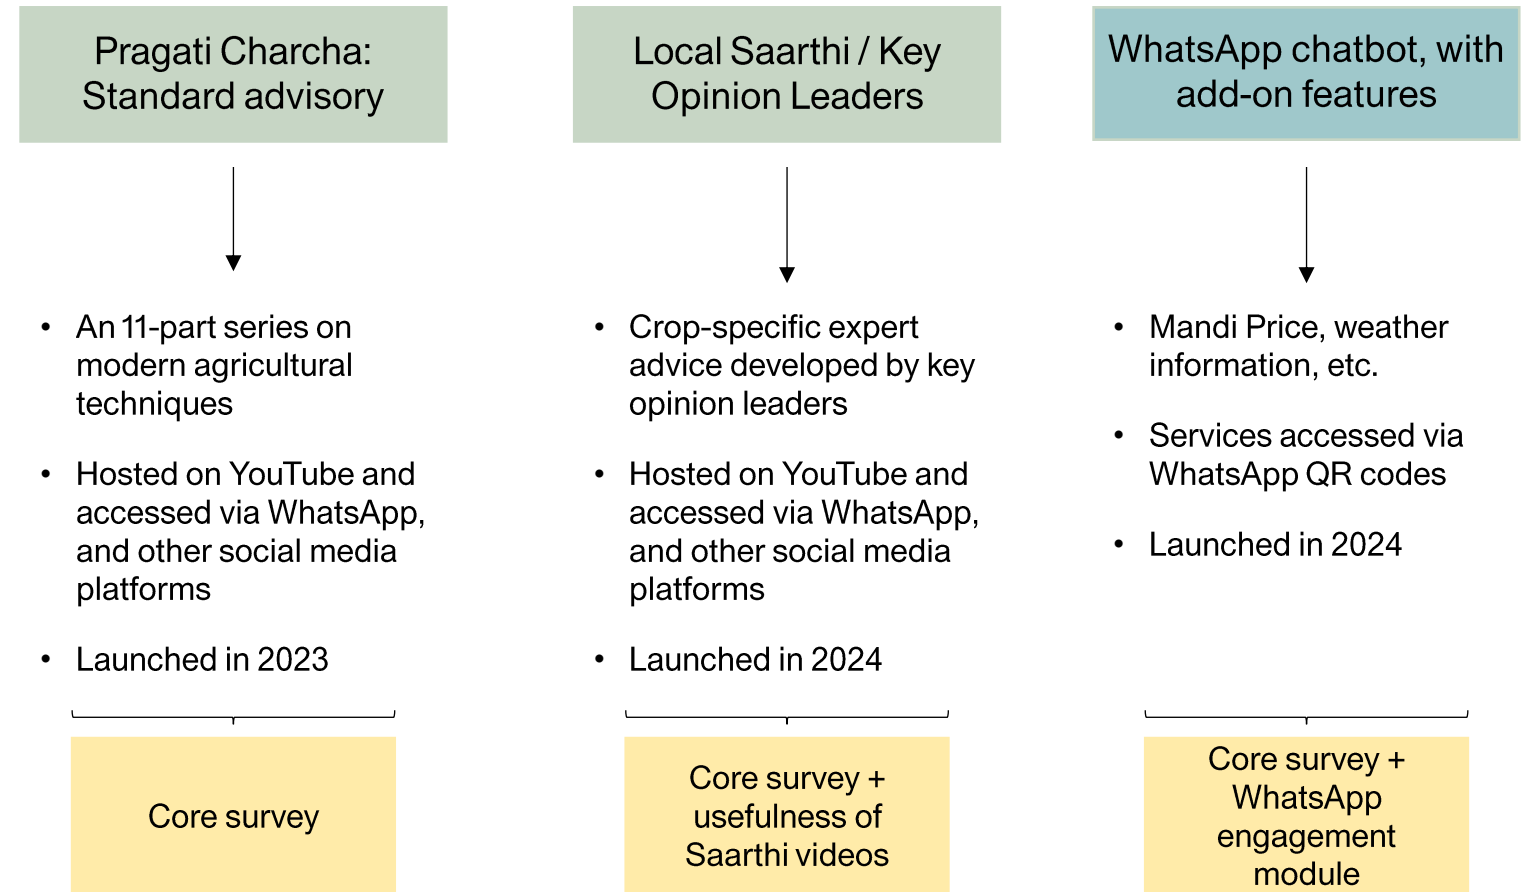 Pragati Charcha:
Standard advisory
• An 11-part series on
modern agricultural
techniques
• Hosted on YouTube and
accessed via WhatsApp,
and other social media
platforms
• Launched in 2023
Core survey
Local Saarthi / Key
Opinion Leaders
• Crop-specific expert
advice developed by key
opinion leaders
• Hosted on YouTube and
accessed via WhatsApp,
and other social media
platforms
• Launched in 2024
Core survey +
usefulness of
Saarthi videos
WhatsApp chatbot, with
add-on features
• Mandi Price, weather
information, etc.
• Services accessed via
WhatsApp QR codes
• Launched in 2024
Core survey +
WhatsApp
engagement
module